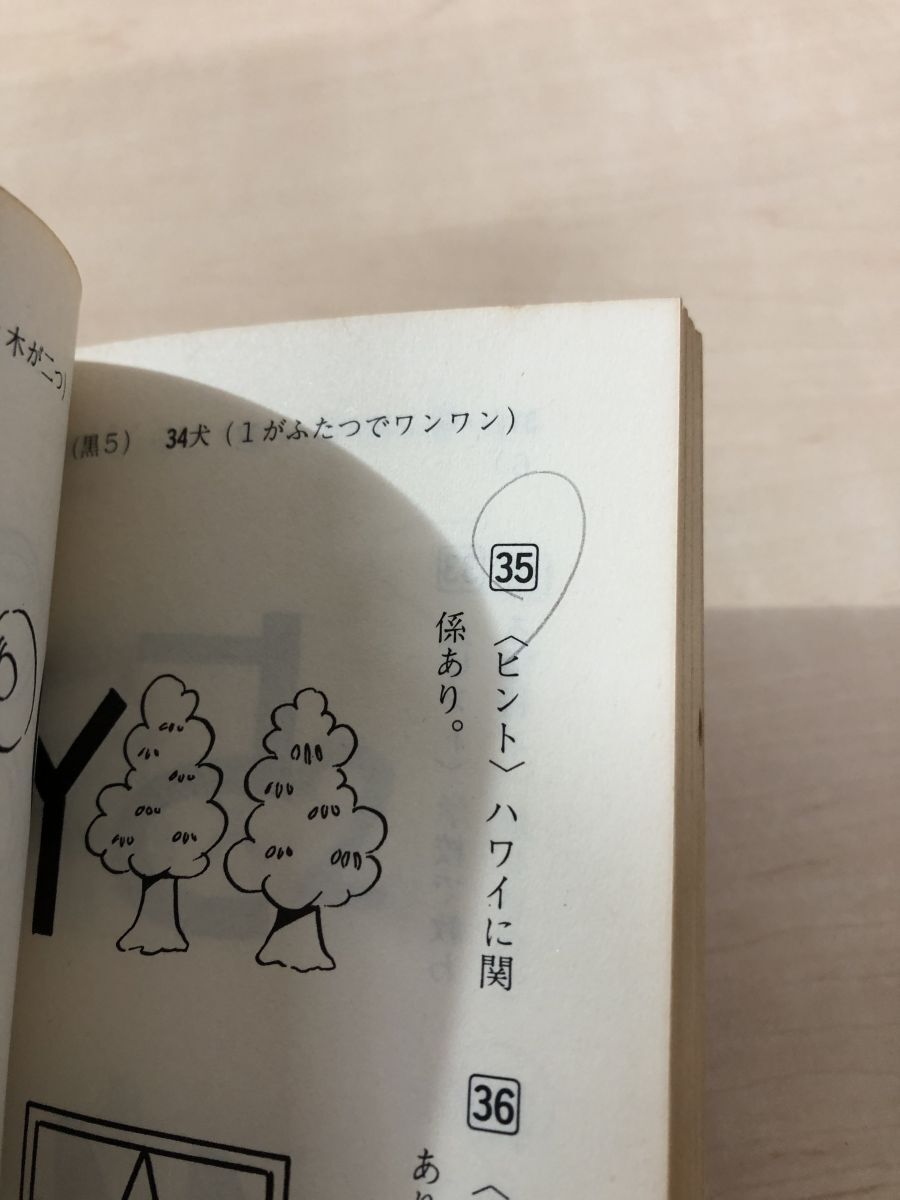 木が二つ)
(黒5) 34犬 (1がふたつでワンワン)
35
〈ヒント〉ハワイに関
係あり。
Y
36
〈
あり